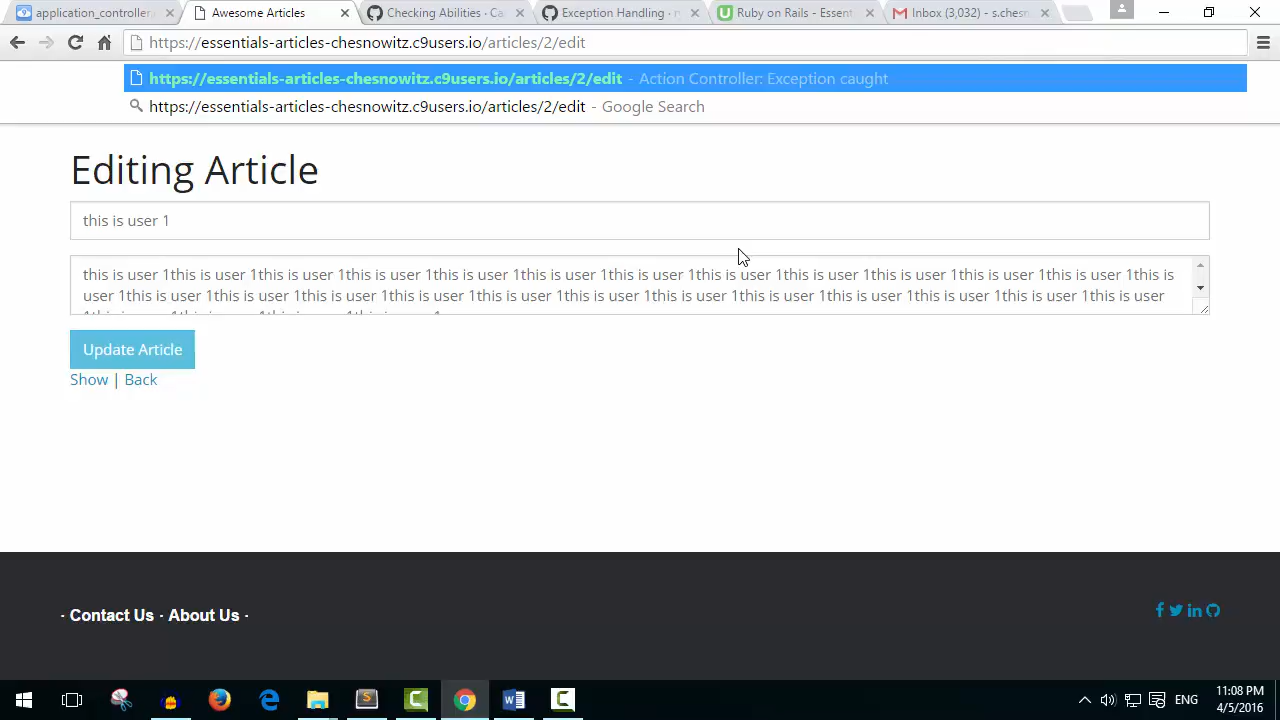 application_controller
Awesome Articles
Checking Abilities · Ca
Exception Handling · r
Ruby on Rails - Essent
Inbox (3,032) - s.ches
https://essentials-articles-chesnowitz.c9users.io/articles/2/edit
https://essentials-articles-chesnowitz.c9users.io/articles/2/edit - Action Controller: Exception caught
https://essentials-articles-chesnowitz.c9users.io/articles/2/edit - Google Search
Editing Article
this is user 1
this is user 1this is user 1this is user 1this is user 1this is user 1this is user 1this is user 1this is user 1this is user 1this is user 1this is user 1this is user 1this is
user 1this is user 1this is user 1this is user 1this is user 1this is user 1this is user 1this is user 1this is user 1this is user 1this is user 1this is user 1this is user
Update Article
Show | Back
· Contact Us · About Us ·
ENG
11:08 PM
4/5/2016